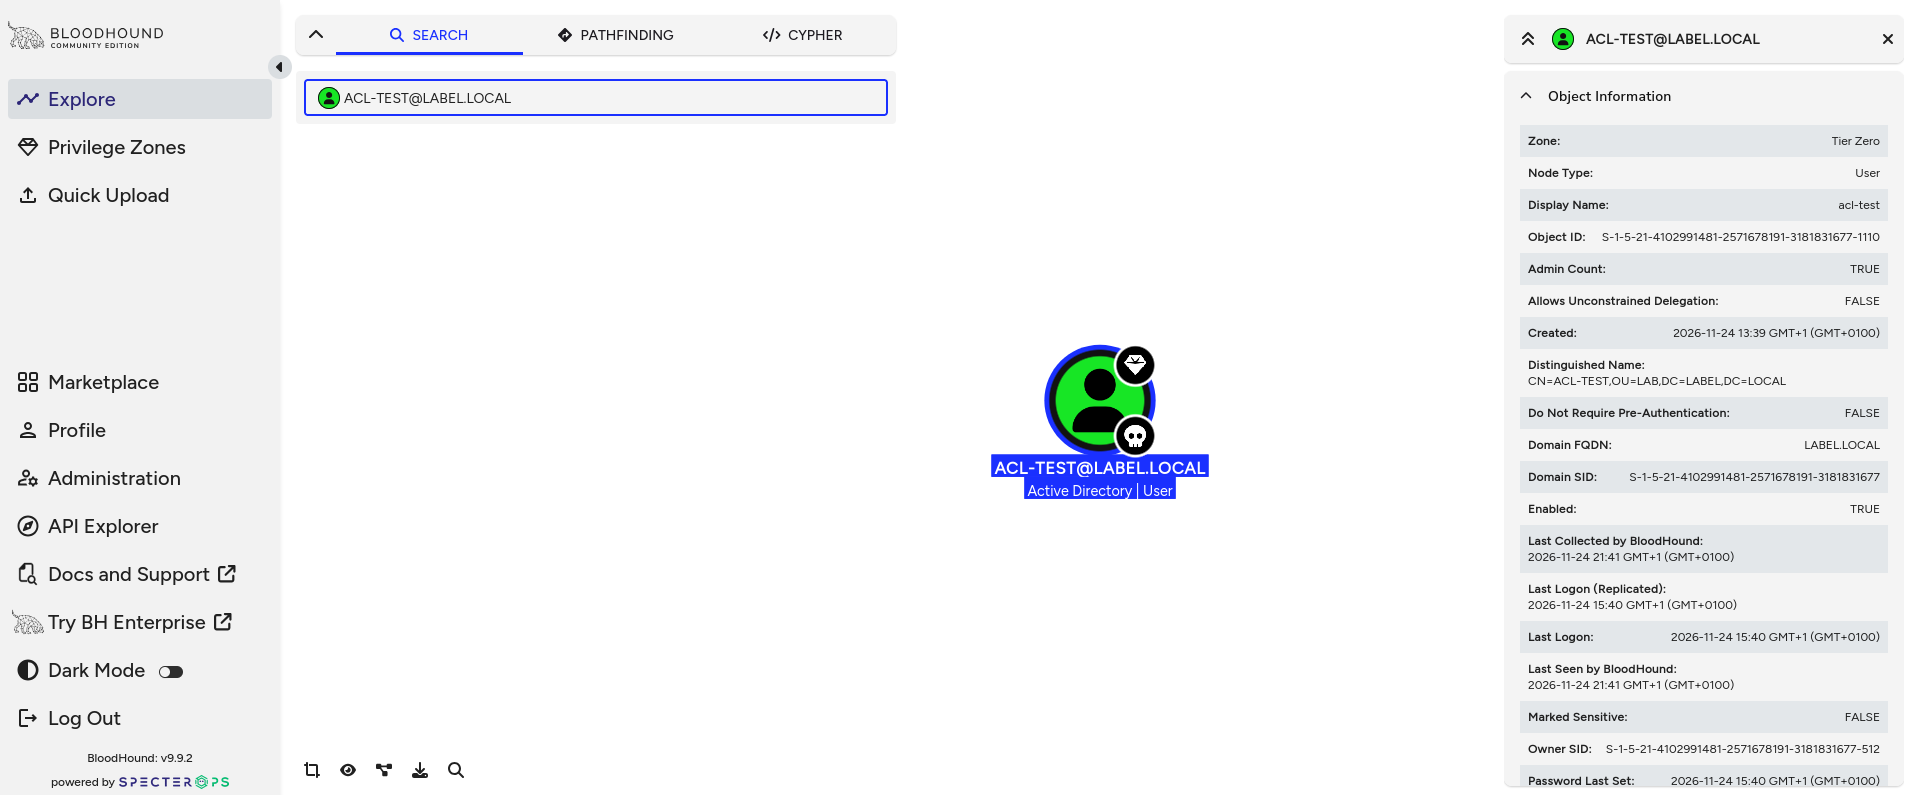 BLOODHOUND
COMMUNITY EDITION
Explore
Privilege Zones
Quick Upload
Marketplace
Profile
Administration
API Explorer
Docs and Support
Try BH Enterprise
Dark Mode
Log Out
BloodHound: v9.9.2
powered by SPECTEROPS
SEARCH
PATHFINDING
CYPHER
ACL-TEST@LABEL.LOCAL
ACL-TEST@LABEL.LOCAL
Active Directory | User
ACL-TEST@LABEL.LOCAL
Object Information
Zone: Tier Zero
Node Type: User
Display Name: acl-test
Object ID: S-1-5-21-4102991481-2571678191-3181831677-1110
Admin Count: TRUE
Allows Unconstrained Delegation: FALSE
Created: 2026-11-24 13:39 GMT+1 (GMT+0100)
Distinguished Name:
CN=ACL-TEST,OU=LAB,DC=LABEL,DC=LOCAL
Do Not Require Pre-Authentication: FALSE
Domain FQDN: LABEL.LOCAL
Domain SID: S-1-5-21-4102991481-2571678191-3181831677
Enabled: TRUE
Last Collected by BloodHound:
2026-11-24 21:41 GMT+1 (GMT+0100)
Last Logon (Replicated):
2026-11-24 15:40 GMT+1 (GMT+0100)
Last Logon: 2026-11-24 15:40 GMT+1 (GMT+0100)
Last Seen by BloodHound:
2026-11-24 21:41 GMT+1 (GMT+0100)
Marked Sensitive: FALSE
Owner SID: S-1-5-21-4102991481-2571678191-3181831677-512
Password Last Set: 2026-11-24 15:40 GMT+1 (GMT+0100)